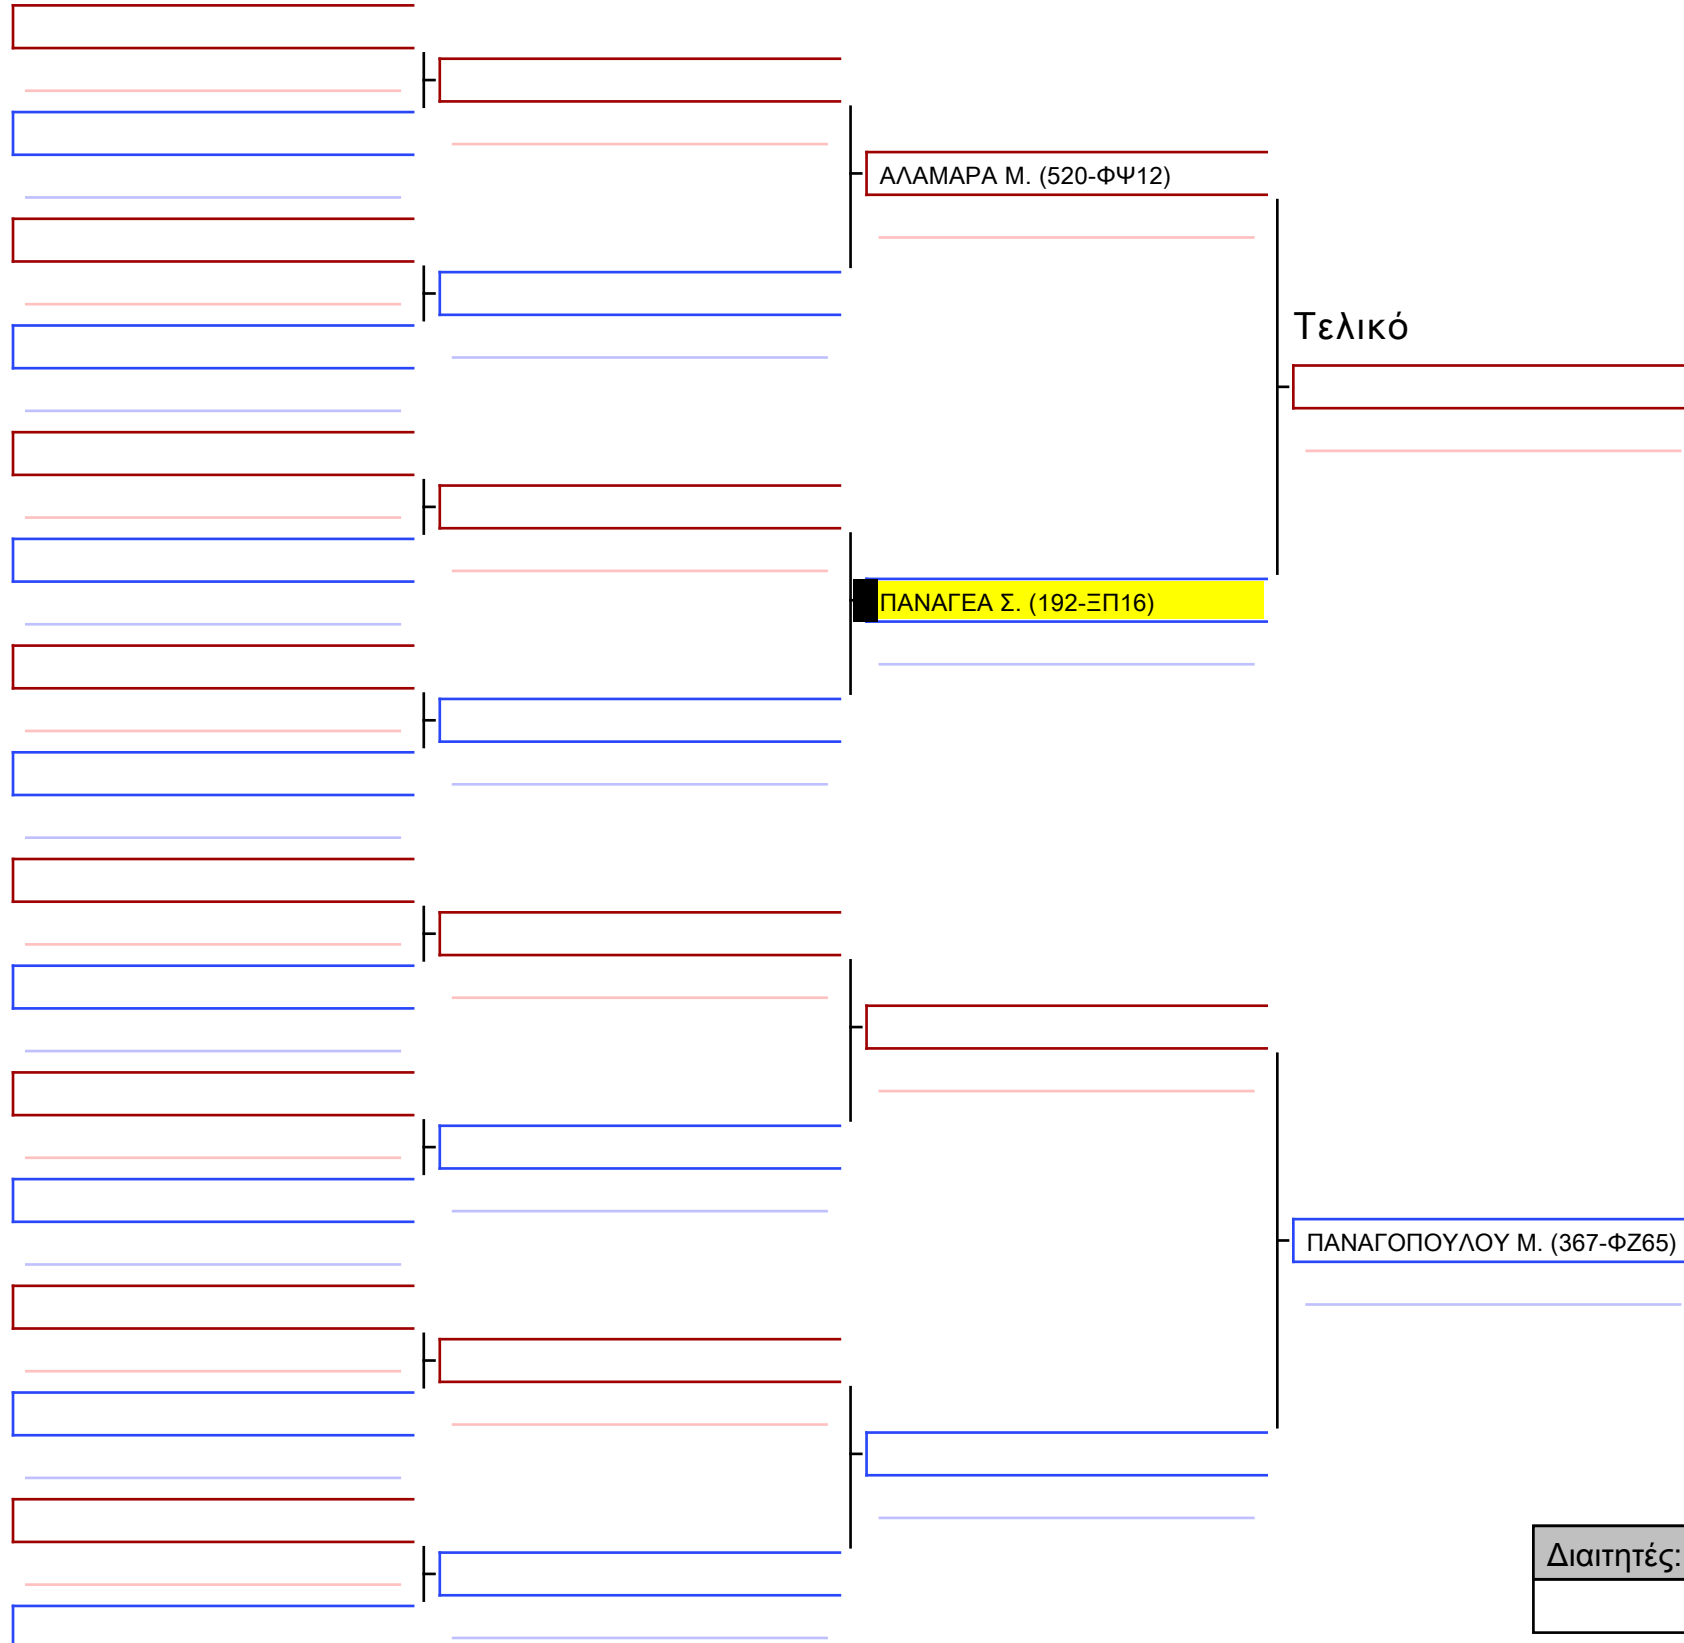 ΑΛΑΜΑΡΑ Μ. (520-ΦΨ12)
Τελικό
ΠΑΝΑΓΕΑ Σ. (192-ΞΠ16)
ΠΑΝΑΓΟΠΟΥΛΟΥ Μ. (367-ΦΖ65)
Διαιτητές: